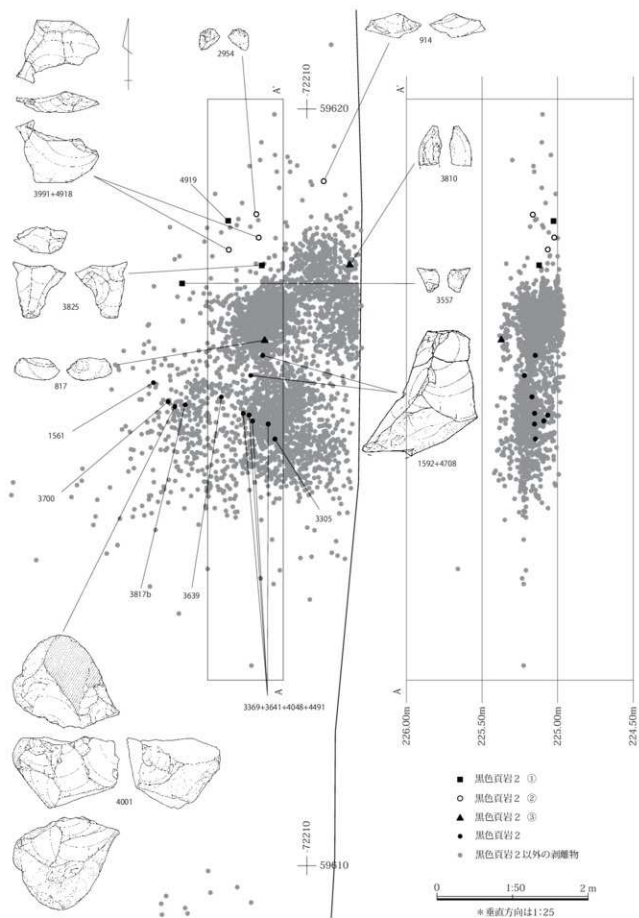 2954
914
A'
-72210
59620
A'
3991+4918
4919
3810
3825
3557
817
1561
1592+4708
3700
3305
3817b
3639
A
3369+3641+4048+4491
A
226.00m
225.50m
225.00m
224.50m
4001
■ 黒色頁岩2 ①
○ 黒色頁岩2 ②
▲ 黒色頁岩2 ③
● 黒色頁岩2
● 黒色頁岩2以外の剥離物
-72210
59610
0 1:50 2 m
＊垂直方向は1:25